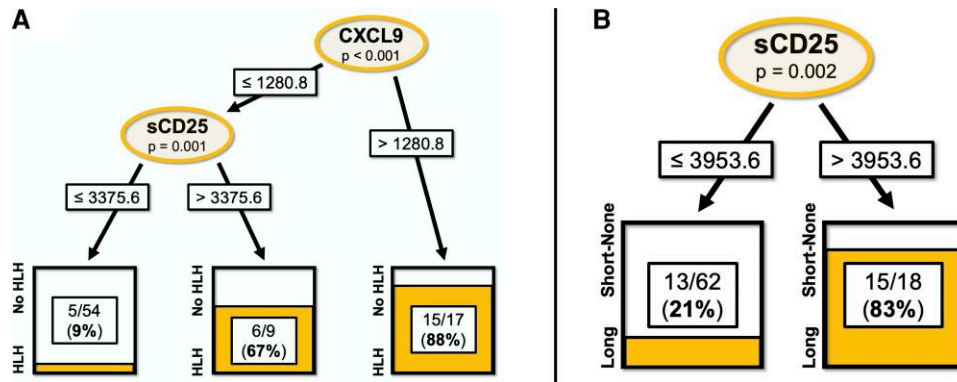 A
CXCL9
p < 0.001
≤ 1280.8
> 1280.8
sCD25
p = 0.001
≤ 3375.6
> 3375.6
No HLH
HLH
5/54
(9%)
No HLH
HLH
6/9
(67%)
No HLH
HLH
15/17
(88%)
B
sCD25
p = 0.002
≤ 3953.6
> 3953.6
Short-None
Long
13/62
(21%)
Short-None
Long
15/18
(83%)